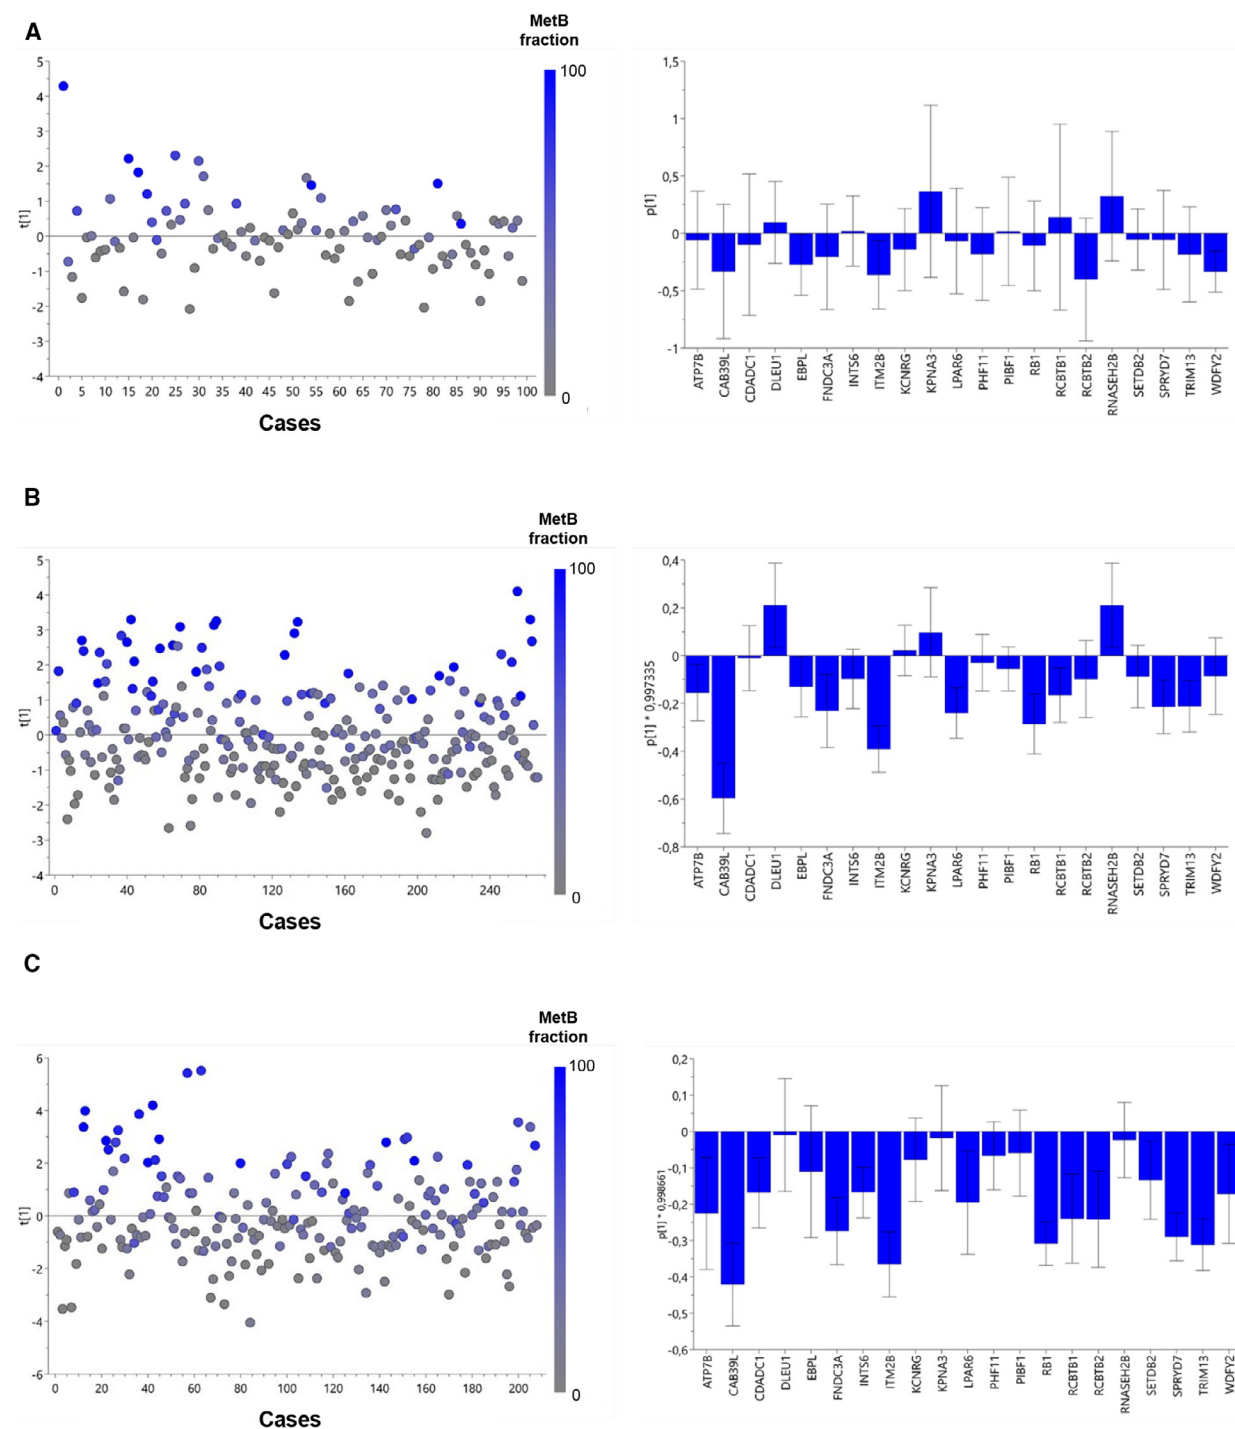 A
MetB
fraction
100
0
t[1]
5
4
3
2
1
0
-1
-2
-3
-4
0 5 10 15 20 25 30 35 40 45 50 55 60 65 70 75 80 85 90 95 100
Cases
p[1]
1,5
1
0,5
0
-0,5
-1
ATP7B CAB39L CDADC1 DLEU1 EBPL FNDC3A INTS6 ITM2B KCNRG KPNA3 LPAR6 PHF11 PIBF1 RB1 RCBTB1 RCBTB2 RNASEH2B SETDB2 SPRYD7 TRIM13 WDFY2
B
MetB
fraction
100
0
t[1]
5
4
3
2
1
0
-1
-2
-3
-4
0 40 80 120 160 200 240
Cases
p[1] * 0,997335
0,4
0,2
0
-0,2
-0,4
-0,6
-0,8
ATP7B CAB39L CDADC1 DLEU1 EBPL FNDC3A INTS6 ITM2B KCNRG KPNA3 LPAR6 PHF11 PIBF1 RB1 RCBTB1 RCBTB2 RNASEH2B SETDB2 SPRYD7 TRIM13 WDFY2
C
MetB
fraction
100
0
t[1]
6
4
2
0
-2
-4
-6
0 20 40 60 80 100 120 140 160 180 200
Cases
p[1] * 0,998661
0,2
0,1
0
-0,1
-0,2
-0,3
-0,4
-0,5
-0,6
ATP7B CAB39L CDADC1 DLEU1 EBPL FNDC3A INTS6 ITM2B KCNRG KPNA3 LPAR6 PHF11 PIBF1 RB1 RCBTB1 RCBTB2 RNASEH2B SETDB2 SPRYD7 TRIM13 WDFY2